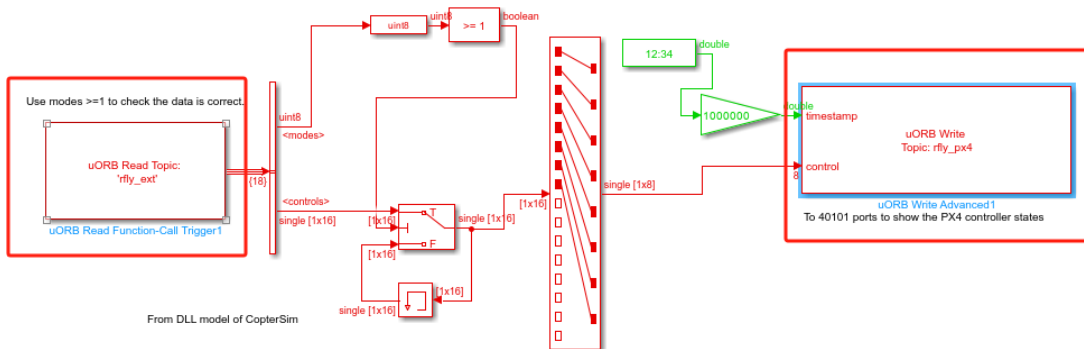 Use modes >=1 to check the data is correct.
uORB Read Topic:
'rfly_ext'
uORB Read Function-Call Trigger1
{18}
uint8
<modes>
<controls>
single [1x16]
uint8
uint8
>= 1
boolean
[1x16]
T
F
[1x16]
single [1x16]
[1x16]
single [1x16]
From DLL model of CopterSim
[1x16]
single [1x8]
12:34
double
1000000
double
timestamp
control
8
uORB Write
Topic: rfly_px4
uORB Write Advanced1
To 40101 ports to show the PX4 controller states